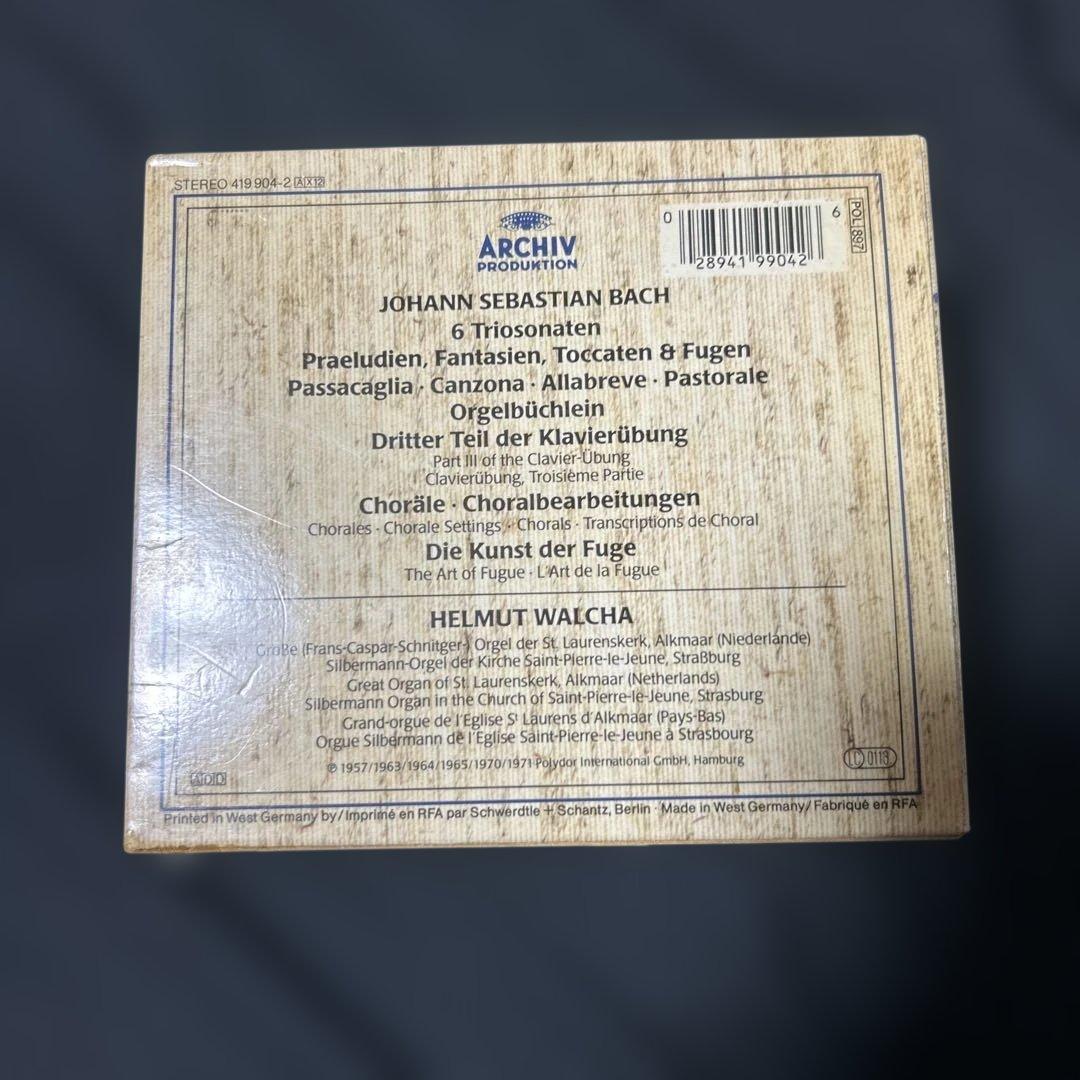 STEREO 419 904-2 AX12
ARCHIV
PRODUKTION
0 28941 99042 6
POL 897
JOHANN SEBASTIAN BACH
6 Triosonaten
Praeludien, Fantasien, Toccaten & Fugen
Passacaglia · Canzona · Allabreve · Pastorale
Orgelbüchlein
Dritter Teil der Klavierübung
Part III of the Clavier-Übung
Clavierübung, Troisième Partie
Choräle · Choralbearbeitungen
Chorales · Chorale Settings · Chorals · Transcriptions de Choral
Die Kunst der Fuge
The Art of Fugue · L'Art de la Fugue
HELMUT WALCHA
Große (Frans-Caspar-Schnitger-) Orgel der St. Laurenskerk, Alkmaar (Niederlande)
Silbermann-Orgel der Kirche Saint-Pierre-le-Jeune, Straßburg
Great Organ of St. Laurenskerk, Alkmaar (Netherlands)
Silbermann Organ in the Church of Saint-Pierre-le-Jeune, Strasburg
Grand-orgue de l'Eglise St Laurens d'Alkmaar (Pays-Bas)
Orgue Silbermann de l'Eglise Saint-Pierre-le-Jeune à Strasbourg
℗ 1957/1963/1964/1965/1970/1971 Polydor International GmbH, Hamburg
LC 0113
ADD
Printed in West Germany by/Imprimé en RFA par Schwerdtle + Schantz, Berlin · Made in West Germany/Fabriqué en RFA